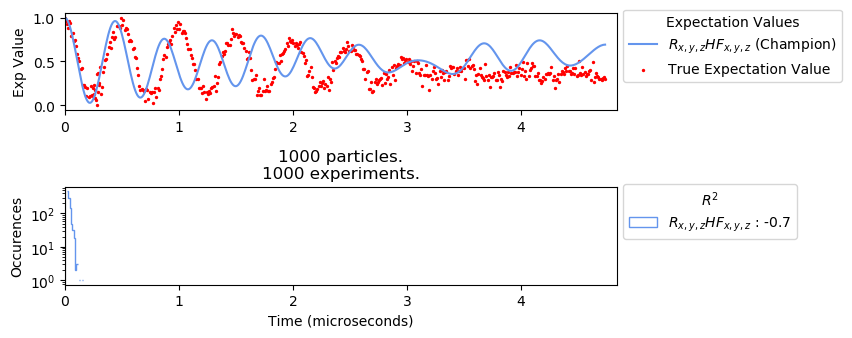 Expectation Values
$R_{x,y,z}HF_{x,y,z}$ (Champion)
True Expectation Value
Exp Value
1.0
0.5
0.0
0 1 2 3 4
1000 particles.
1000 experiments.
$R^2$
$R_{x,y,z}HF_{x,y,z}$ : -0.7
Occurences
$10^2$
$10^1$
$10^0$
0 1 2 3 4
Time (microseconds)